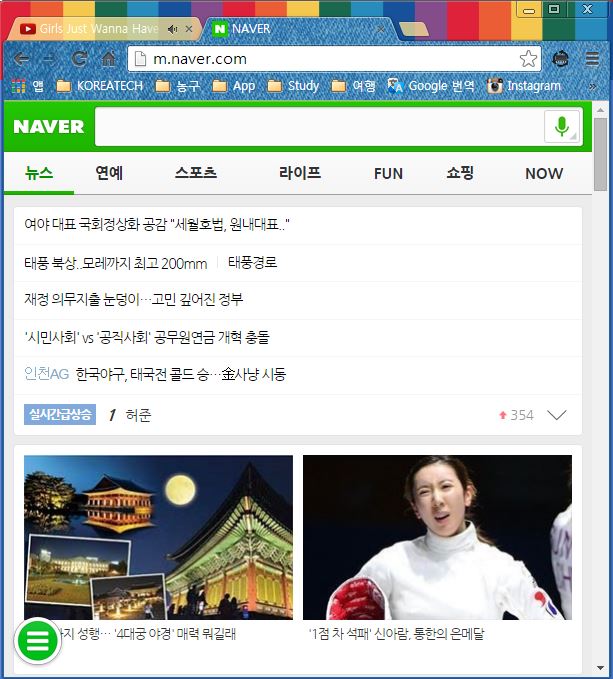 Girls Just Wanna Have
NAVER
m.naver.com
앱 KOREATECH 농구 App Study 여행 Google 번역 Instagram »
NAVER
뉴스 연예 스포츠 라이프 FUN 쇼핑 NOW
여야 대표 국회정상화 공감 "세월호법, 원내대표.."
태풍 북상..모레까지 최고 200mm 태풍경로
재정 의무지출 눈덩이…고민 깊어진 정부
'시민사회' vs '공직사회' 공무원연금 개혁 충돌
인천AG 한국야구, 태국전 콜드 승…金사냥 시동
실시간급상승 1 허준 354
지 성행… '4대궁 야경' 매력 뭐길래
'1점 차 석패' 신아람, 통한의 은메달